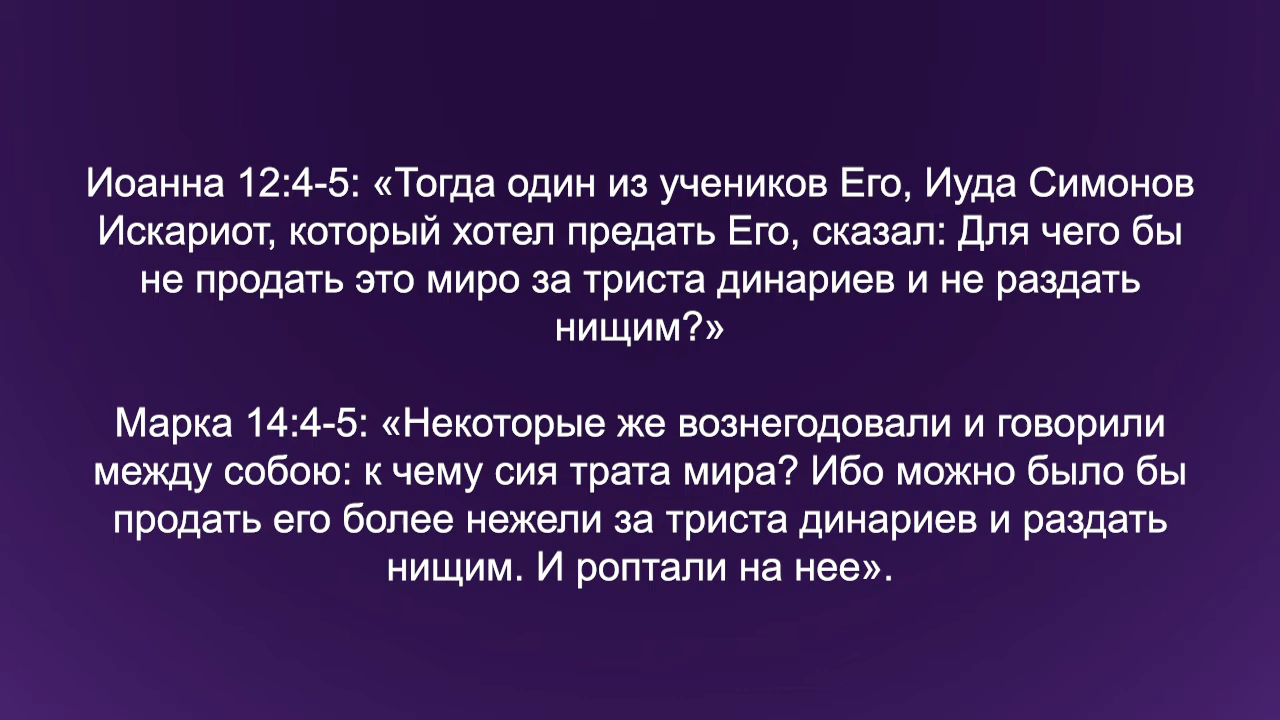 Иоанна 12:4-5: «Тогда один из учеников Его, Иуда Симонов
Искариот, который хотел предать Его, сказал: Для чего бы
не продать это миро за триста динариев и не раздать
нищим?»
Марка 14:4-5: «Некоторые же вознегодовали и говорили
между собою: к чему сия трата мира? Ибо можно было бы
продать его более нежели за триста динариев и раздать
нищим. И роптали на нее».